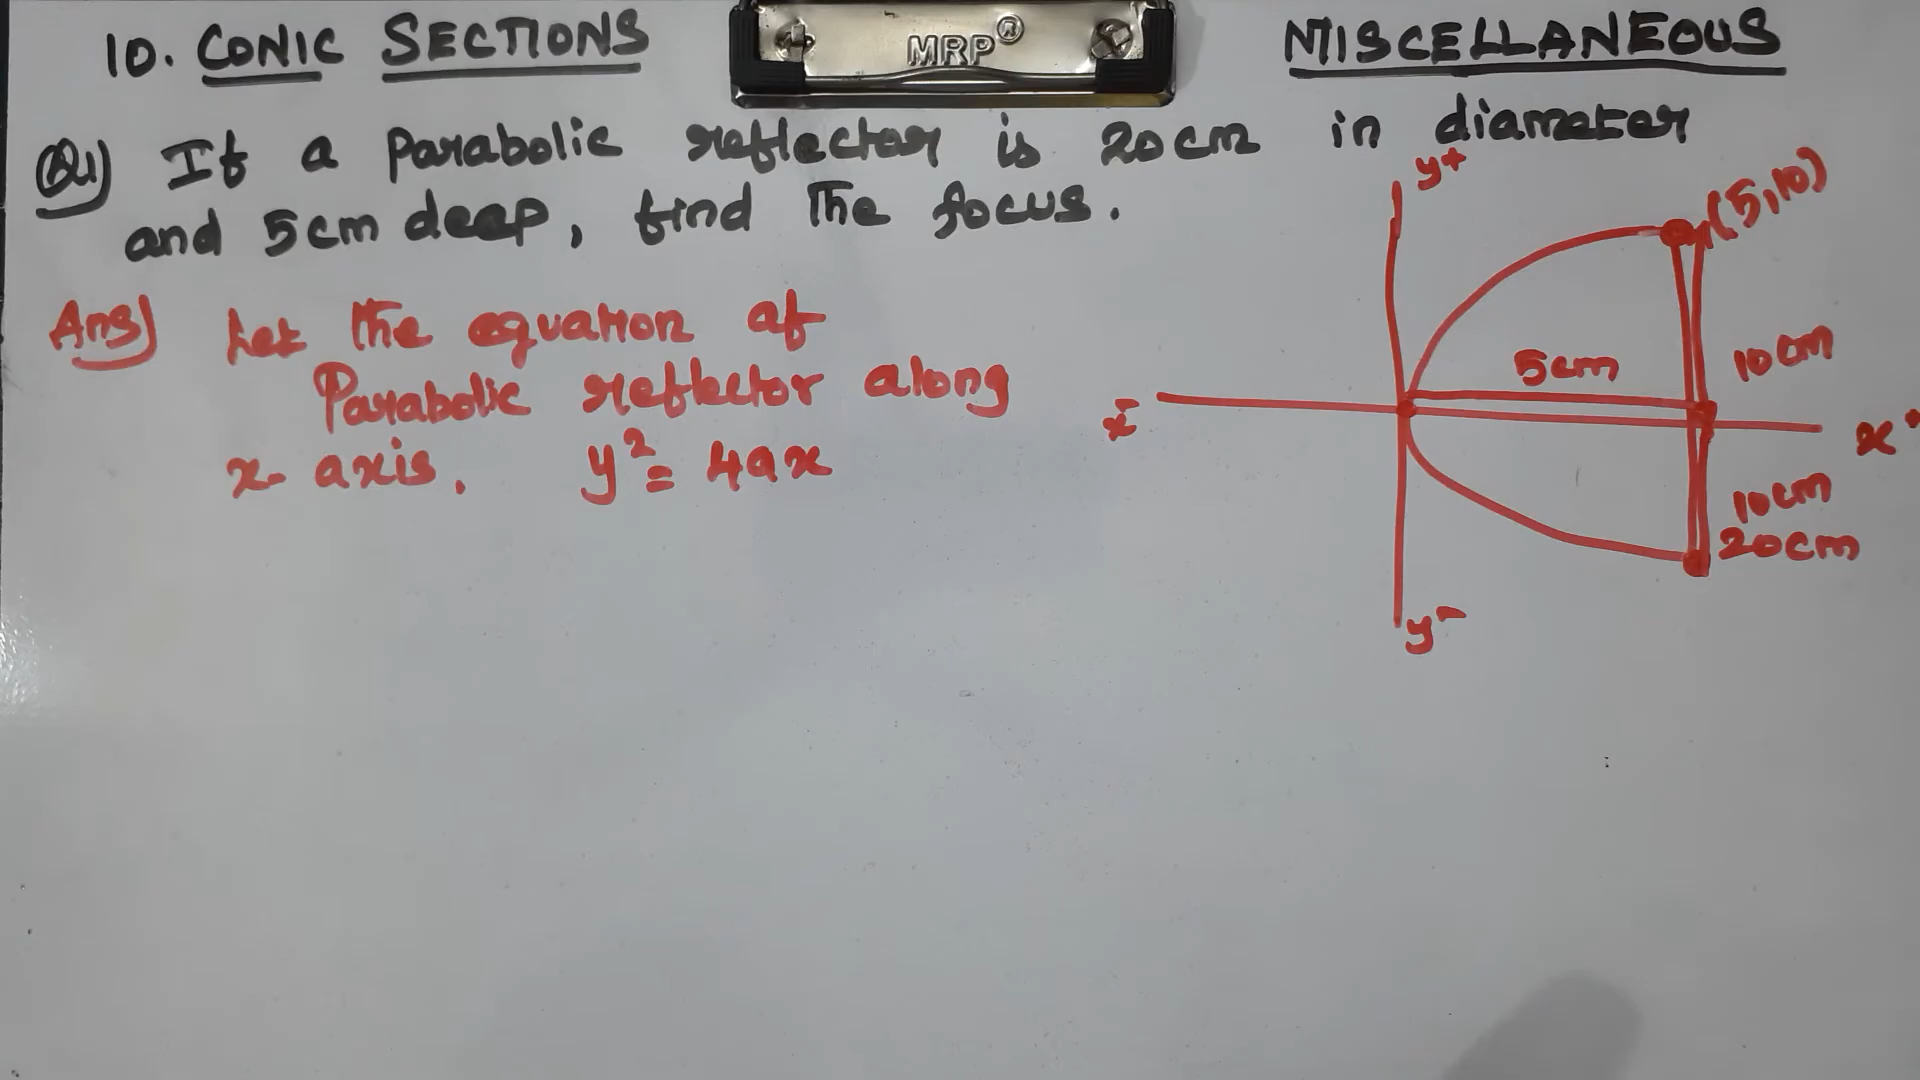 10. CONIC SECTIONS
MRP®
MISCELLANEOUS
Q1) If a parabolic reflector is 20cm in diameter
and 5cm deep, find the focus.
Ans) Let the equation of
Parabolic reflector along
x-axis. y² = 4ax
y+
(5,10)
5cm
10cm
x-
x+
10cm
20cm
y-